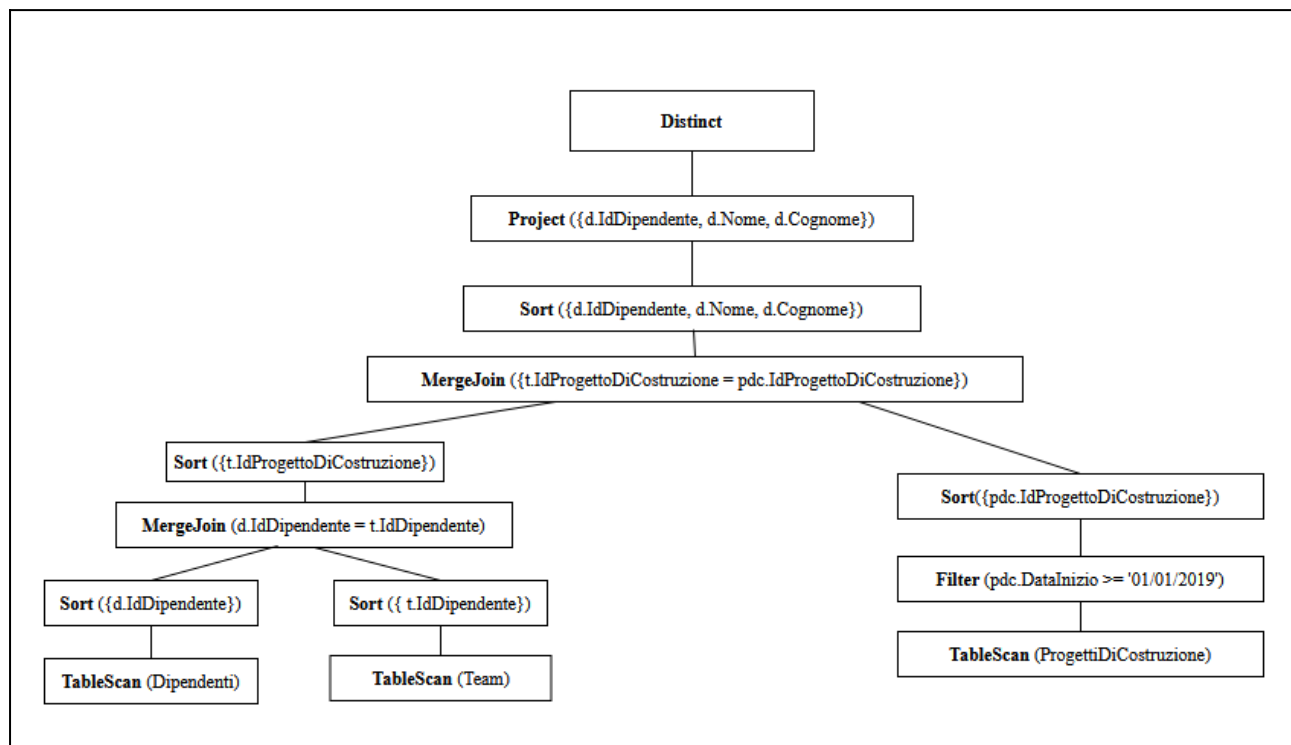 Distinct
Project ({d.IdDipendente, d.Nome, d.Cognome})
Sort ({d.IdDipendente, d.Nome, d.Cognome})
MergeJoin ({t.IdProgettoDiCostruzione = pdc.IdProgettoDiCostruzione})
Sort ({t.IdProgettoDiCostruzione})
MergeJoin (d.IdDipendente = t.IdDipendente)
Sort ({d.IdDipendente})
Sort ({ t.IdDipendente})
TableScan (Dipendenti)
TableScan (Team)
Sort({pdc.IdProgettoDiCostruzione})
Filter (pdc.DataInizio >= '01/01/2019')
TableScan (ProgettiDiCostruzione)